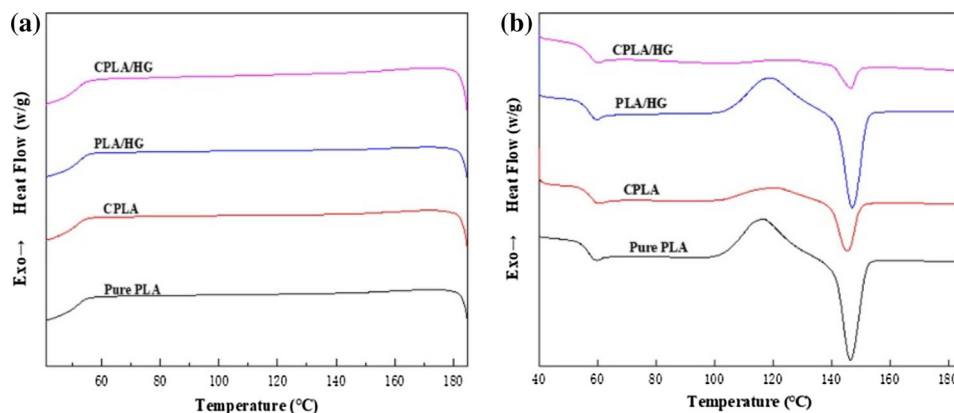 (a)
CPLA/HG
PLA/HG
CPLA
Pure PLA
Exo→ Heat Flow (w/g)
60 80 100 120 140 160 180
Temperature (°C)
(b)
CPLA/HG
PLA/HG
CPLA
Pure PLA
Exo→ Heat Flow (w/g)
40 60 80 100 120 140 160 180
Temperature (°C)